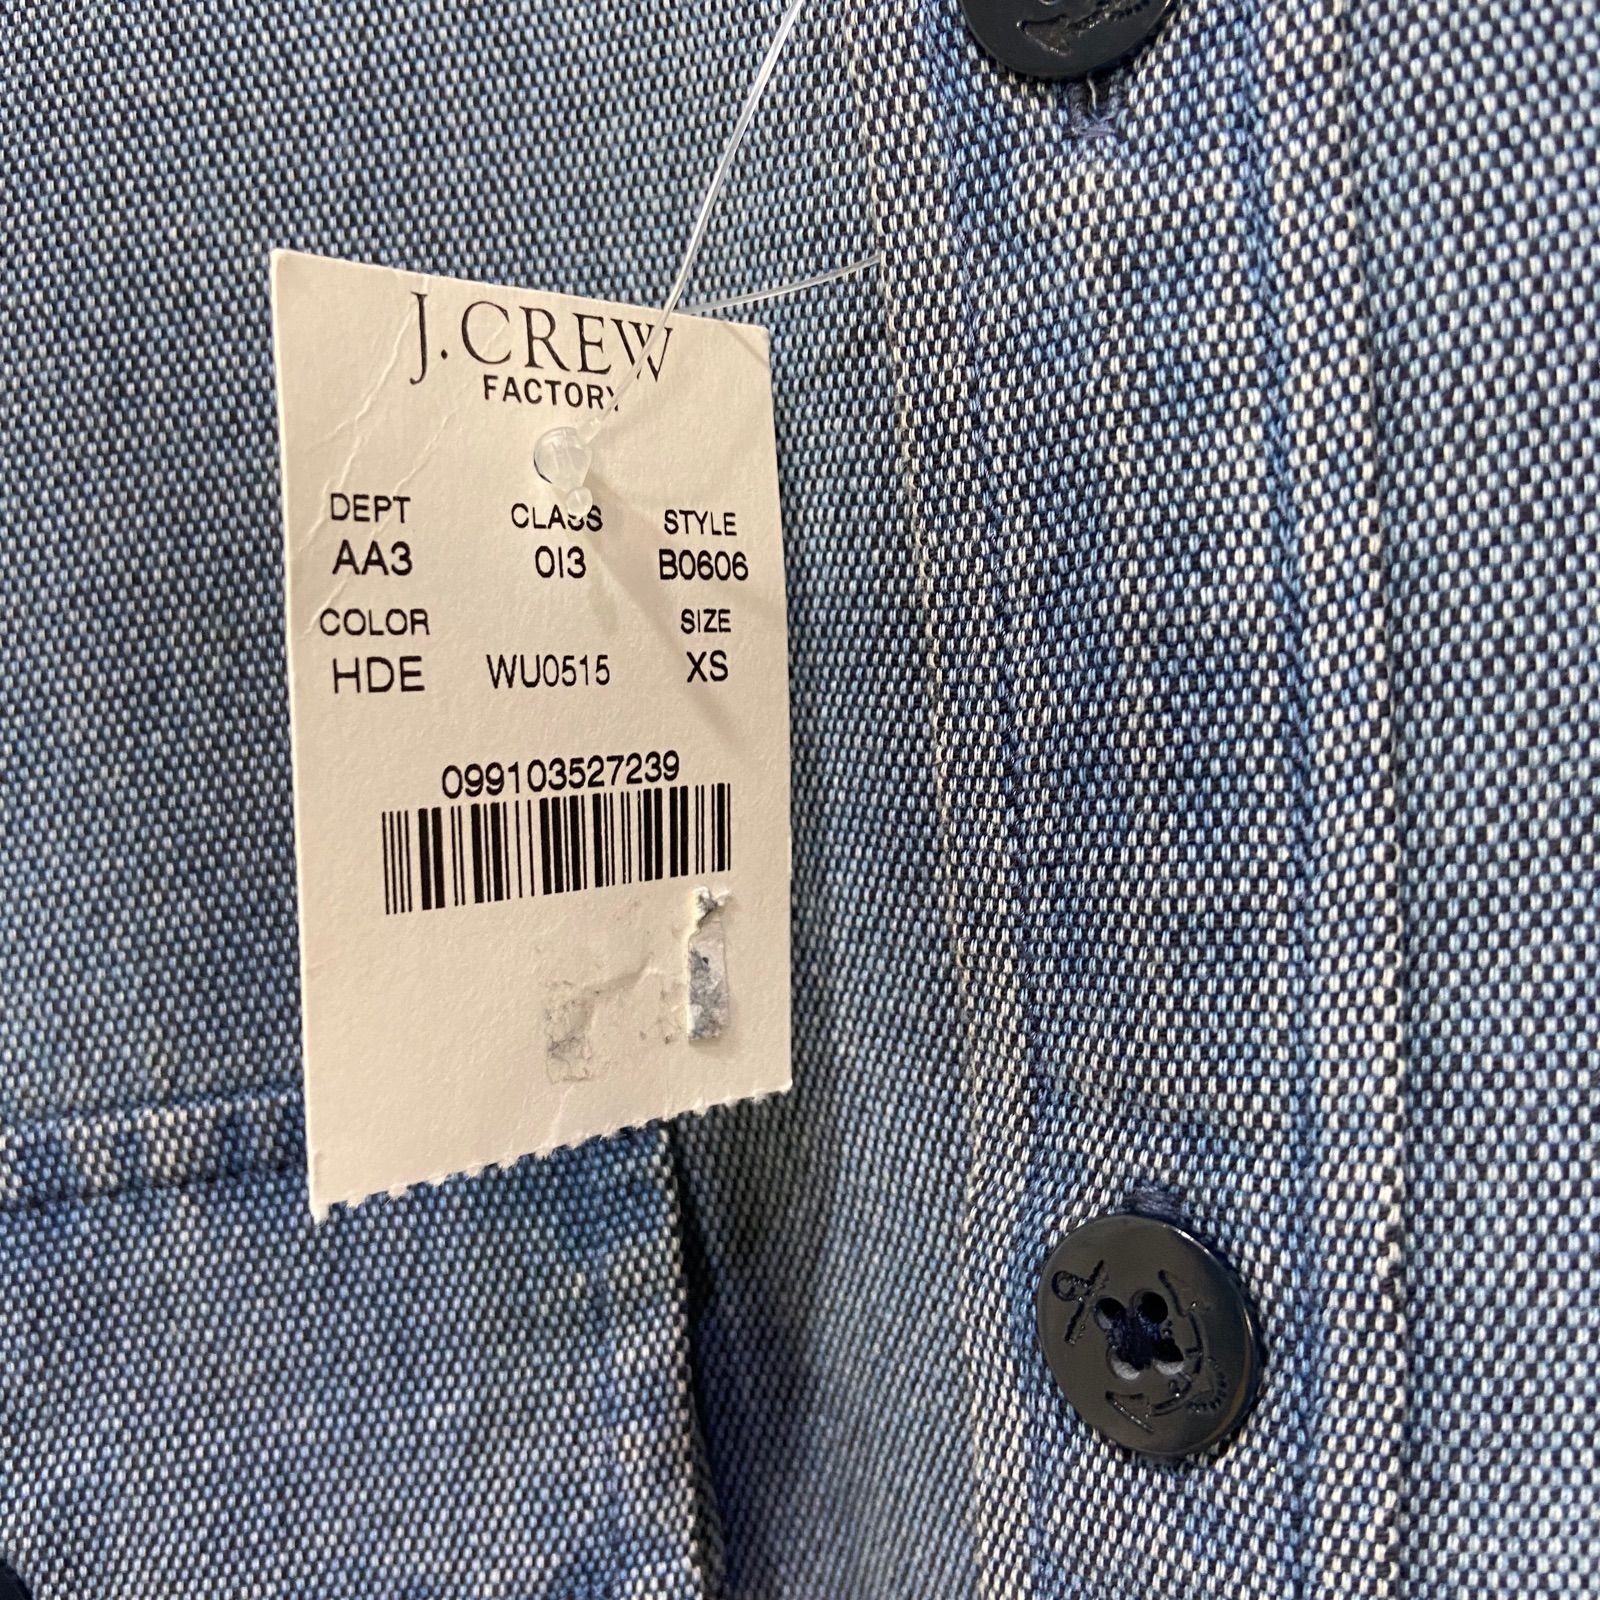 J.CREW
FACTORY
DEPT CLASS STYLE
AA3 013 B0606
COLOR SIZE
HDE WU0515 XS
099103527239